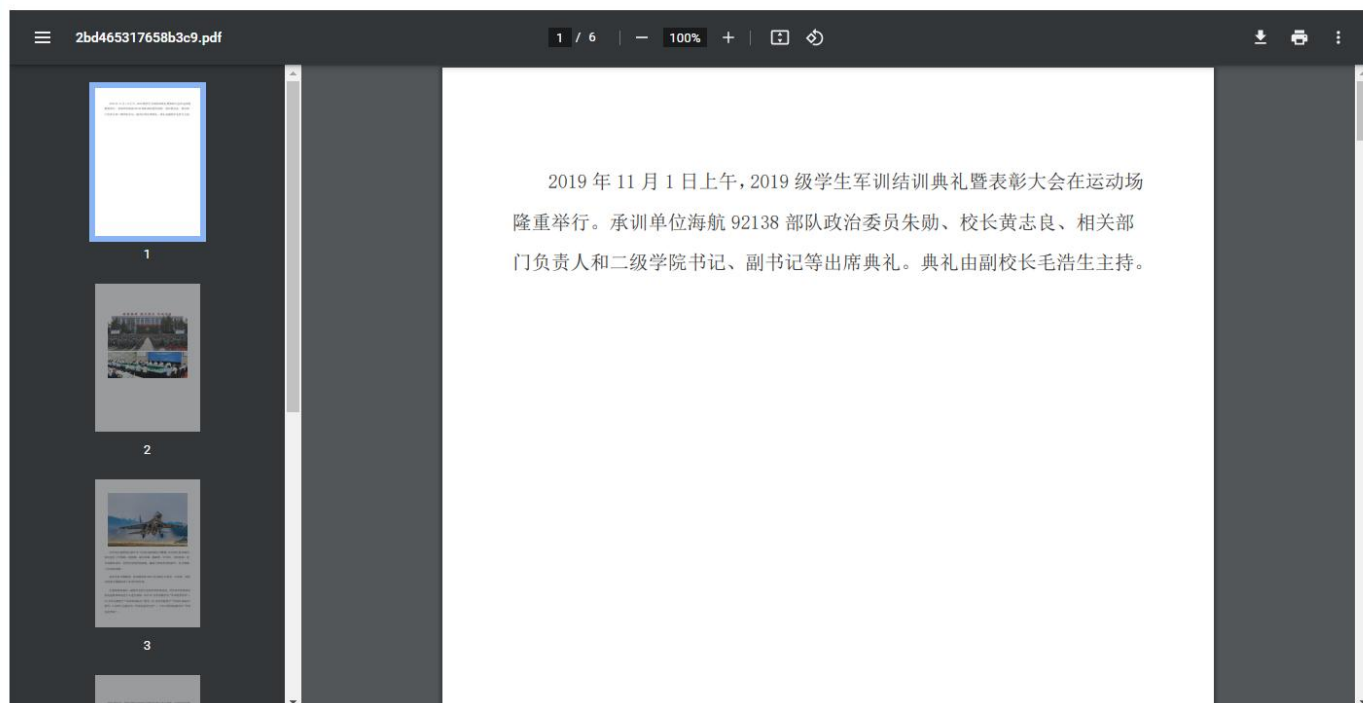 2bd465317658b3c9.pdf
1 / 6
100%
2019 年 11 月 1 日上午，2019 级学生军训结训典礼暨表彰大会在运动场
隆重举行。承训单位海航 92138 部队政治委员朱勋、校长黄志良、相关部
门负责人和二级学院书记、副书记等出席典礼。典礼由副校长毛浩生主持。
1
2
3